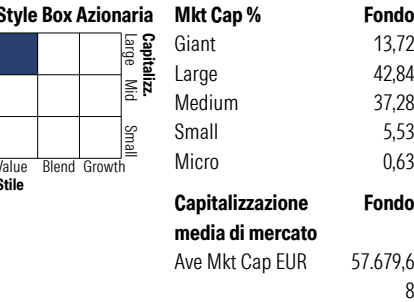 Style Box Azionaria
Capitalizz.
Large
Mid
Small
Value Blend Growth
Stile
Mkt Cap % Fondo
Giant 13,72
Large 42,84
Medium 37,28
Small 5,53
Micro 0,63
Capitalizzazione Fondo
media di mercato
Ave Mkt Cap EUR 57.679,6
8